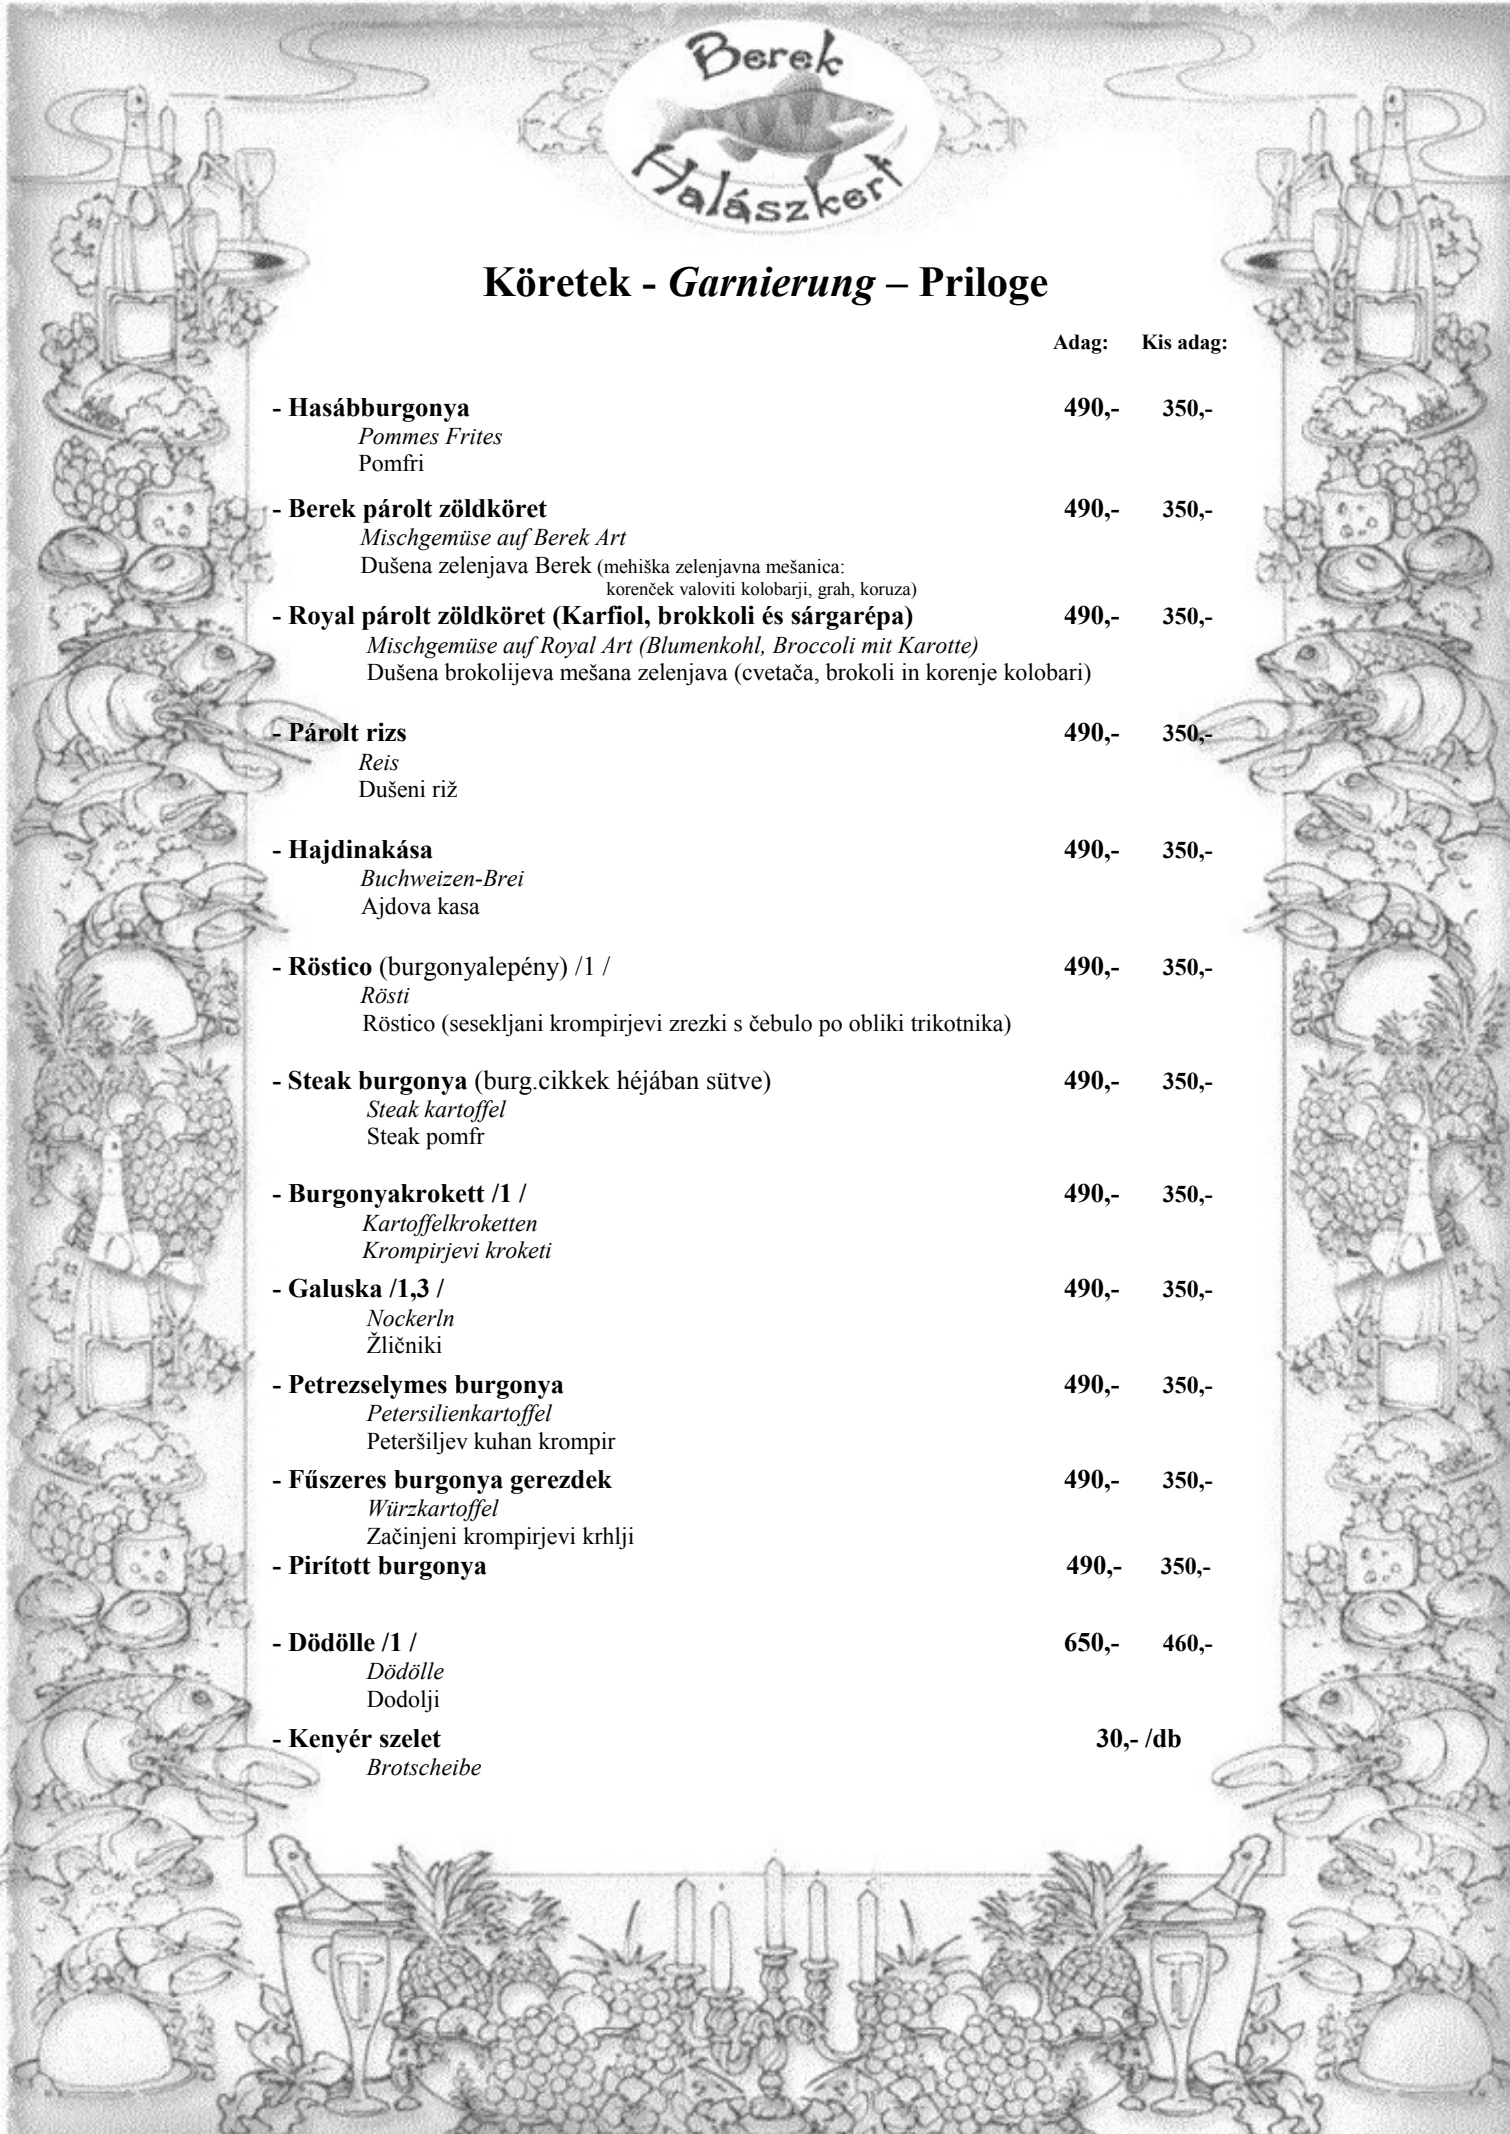 Berek
Halászkert
Köretek - Garnierung – Priloge
Adag: Kis adag:
- Hasábburgonya 490,- 350,-
Pommes Frites
Pomfri
- Berek párolt zöldköret 490,- 350,-
Mischgemüse auf Berek Art
Dušena zelenjava Berek (mehiška zelenjavna mešanica:
korenček valoviti kolobarji, grah, koruza)
- Royal párolt zöldköret (Karfiol, brokkoli és sárgarépa) 490,- 350,-
Mischgemüse auf Royal Art (Blumenkohl, Broccoli mit Karotte)
Dušena brokolijeva mešana zelenjava (cvetača, brokoli in korenje kolobari)
- Párolt rizs 490,- 350,-
Reis
Dušeni riž
- Hajdinakása 490,- 350,-
Buchweizen-Brei
Ajdova kasa
- Röstico (burgonyalepény) /1 / 490,- 350,-
Rösti
Röstico (sesekljani krompirjevi zrezki s čebulo po obliki trikotnika)
- Steak burgonya (burg.cikkek héjában sütve) 490,- 350,-
Steak kartoffel
Steak pomfr
- Burgonyakrokett /1 / 490,- 350,-
Kartoffelkroketten
Krompirjevi kroketi
- Galuska /1,3 / 490,- 350,-
Nockerln
Žličniki
- Petrezselymes burgonya 490,- 350,-
Petersilienkartoffel
Peteršiljev kuhan krompir
- Fűszeres burgonya gerezdek 490,- 350,-
Würzkartoffel
Začinjeni krompirjevi krhlji
- Pirított burgonya 490,- 350,-
- Dödölle /1 / 650,- 460,-
Dödölle
Dodolji
- Kenyér szelet 30,- /db
Brotscheibe